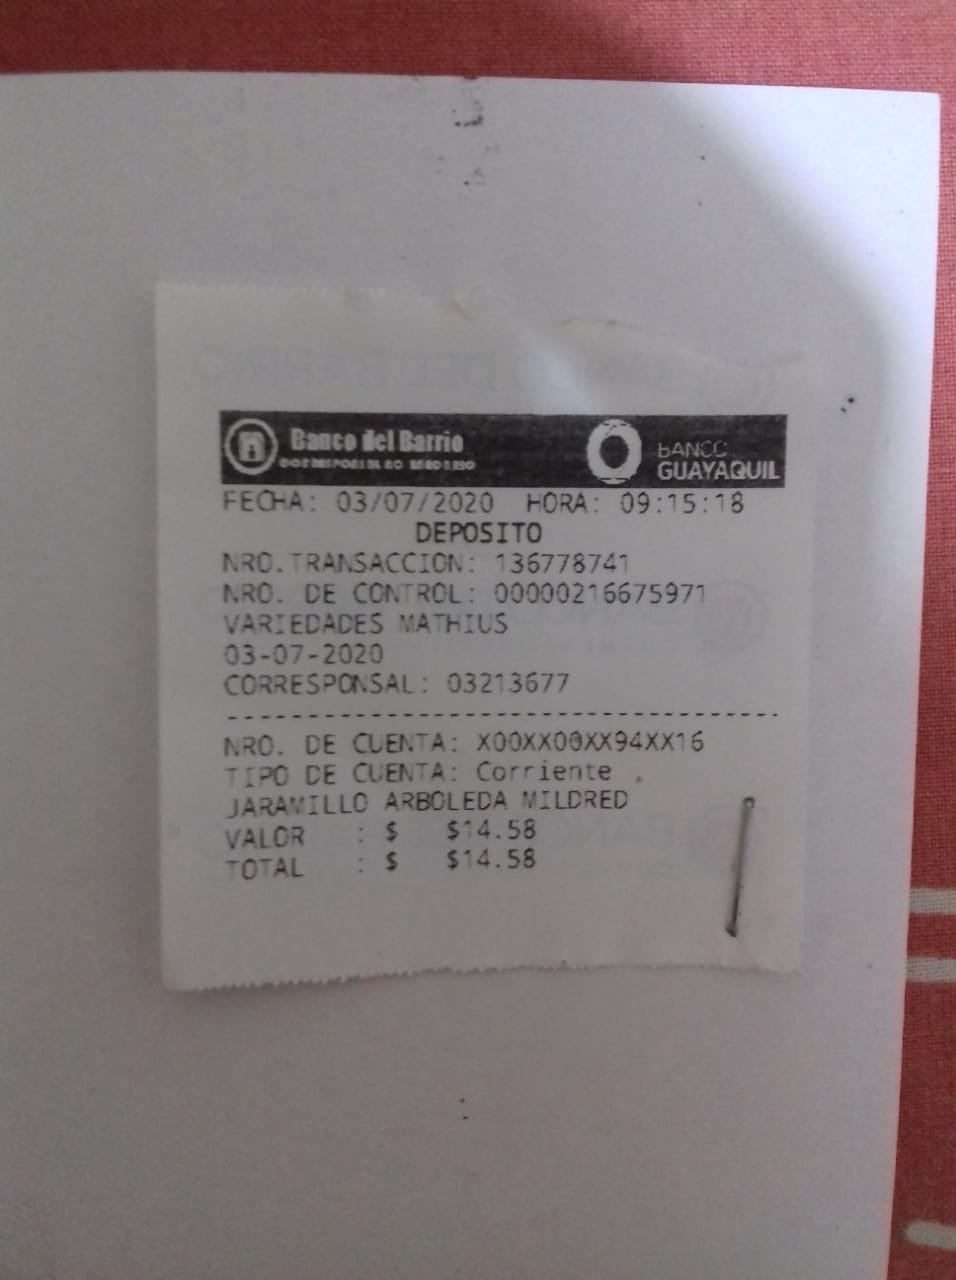 Banco del Barrio
BANCO
GUAYAQUIL
FECHA: 03/07/2020 HORA: 09:15:18
DEPOSITO
NRO.TRANSACCION: 136778741
NRO. DE CONTROL: 00000216675971
VARIEDADES MATHIUS
03-07-2020
CORRESPONSAL: 03213677
NRO. DE CUENTA: X00XX00XX94XX16
TIPO DE CUENTA: Corriente
JARAMILLO ARBOLEDA MILDRED
VALOR : $ $14.58
TOTAL : $ $14.58